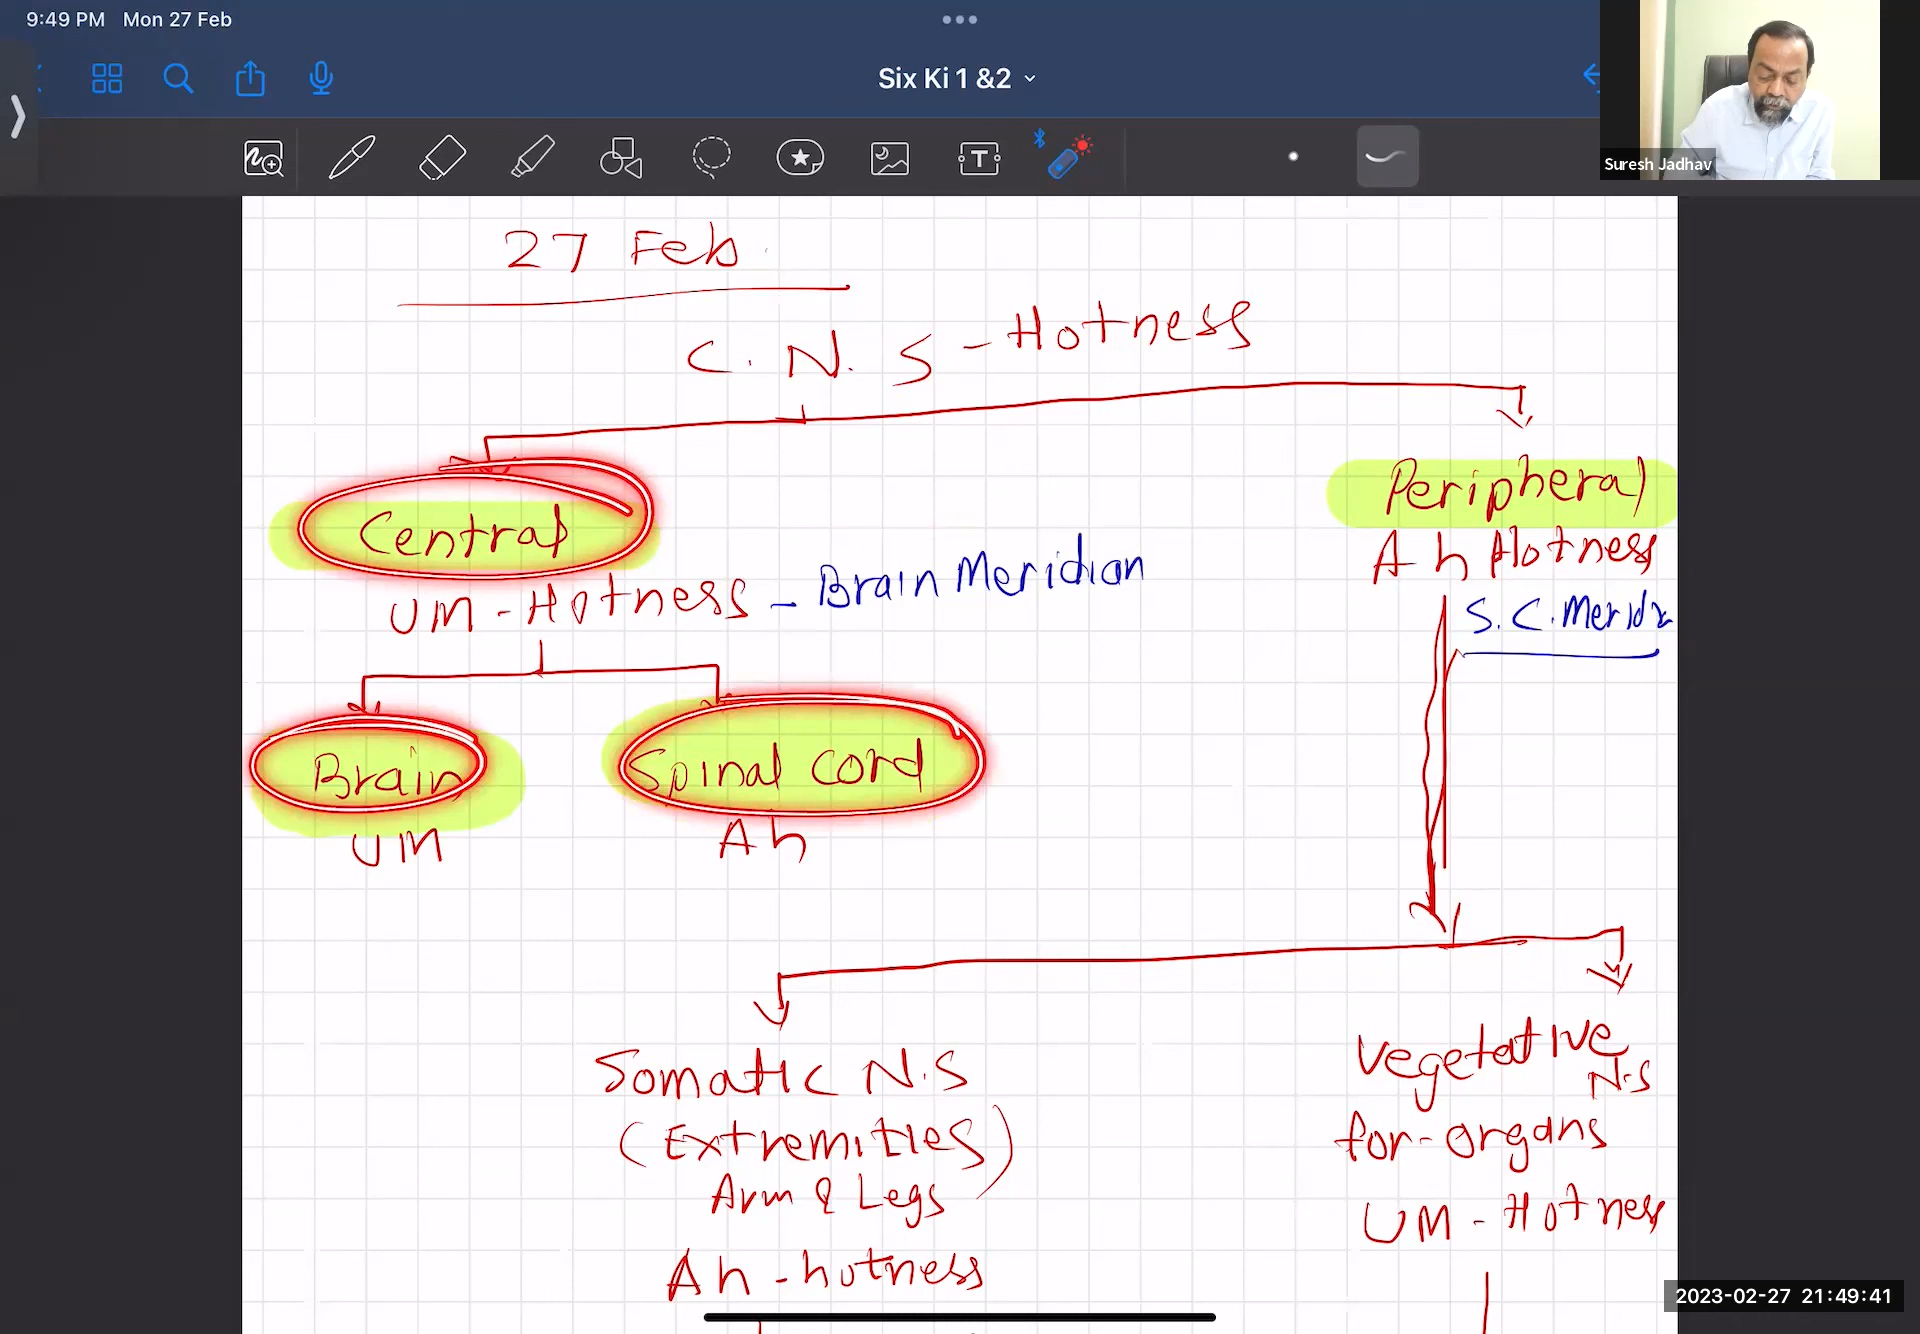 9:49 PM Mon 27 Feb
Six Ki 1 &2
Suresh Jadhav
27 Feb
C.N.S - Hotness
Central
Peripheral
UM - Hotness - Brain Meridian
Ah Hotness
S.C. Merid
Brain
Spinal cord
UM
Ah
Somatic N.S
(Extremities)
Arm & Legs
Ah - hotness
Vegetative
N.S
for - organs
UM - Hotness
2023-02-27 21:49:41